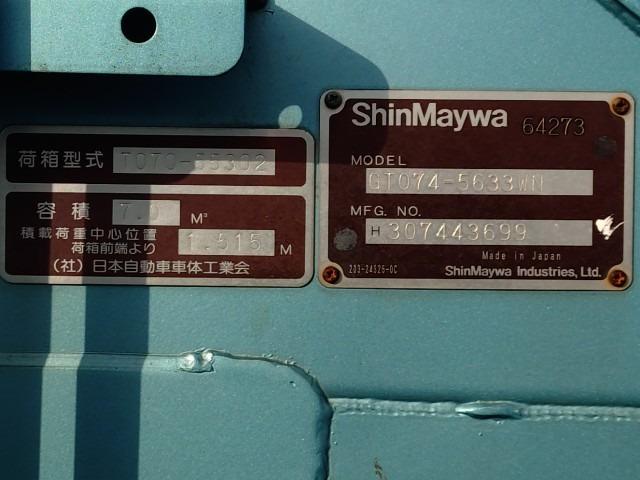 荷箱型式 T070-55302
容積 7.0 M³
積載荷重中心位置
荷箱前端より 1.515 M
(社)日本自動車車体工業会
ShinMaywa 64273
MODEL
GT074-5633WN
MFG. NO.
H 307443699
Made in Japan
ShinMaywa Industries, Ltd.